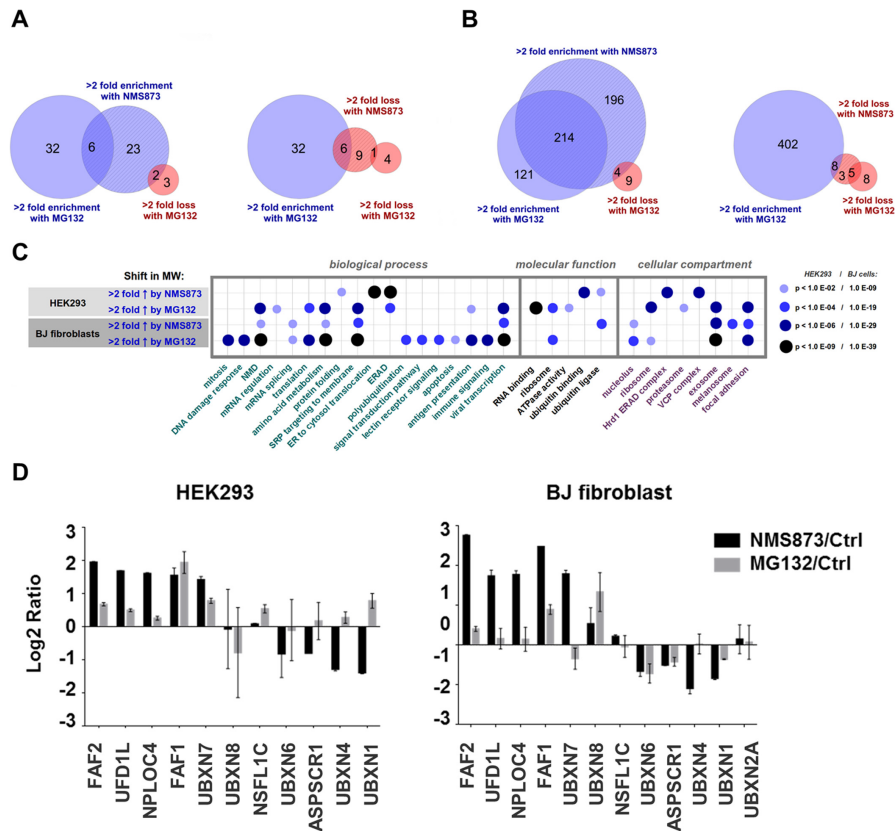 A
>2 fold enrichment
with NMS873
32
6
23
2
3
>2 fold enrichment
with MG132
>2 fold loss
with MG132
>2 fold loss
with NMS873
32
6
9
1
4
>2 fold enrichment
with MG132
>2 fold loss
with MG132
B
>2 fold enrichment with NMS873
196
214
121
4
9
>2 fold enrichment
with MG132
>2 fold loss
with MG132
>2 fold loss
with NMS873
402
8
3
5
8
>2 fold enrichment
with MG132
>2 fold loss
with MG132
C
Shift in MW:
biological process
molecular function
cellular compartment
HEK293
>2 fold ↑ by NMS873
>2 fold ↑ by MG132
BJ fibroblasts
>2 fold ↑ by NMS873
>2 fold ↑ by MG132
HEK293 / BJ cells:
p < 1.0 E-02 / 1.0 E-09
p < 1.0 E-04 / 1.0 E-19
p < 1.0 E-06 / 1.0 E-29
p < 1.0 E-09 / 1.0 E-39
mitosis
DNA damage response
NMD
mRNA regulation
mRNA splicing
translation
amino acid metabolism
protein folding
SRP targeting to membrane
ER to cytosol translocation
ERAD
polyubiquitination
signal transduction pathway
lectin receptor signaling
apoptosis
antigen presentation
immune signaling
viral transcription
RNA binding
ribosome
ATPase activity
ubiquitin binding
ubiquitin ligase
nucleolus
ribosome
Hrd1 ERAD complex
proteasome
VCP complex
exosome
melanosome
focal adhesion
D
HEK293
Log2 Ratio
3
2
1
0
-1
-2
-3
FAF2
UFD1L
NPLOC4
FAF1
UBXN7
UBXN8
NSFL1C
UBXN6
ASPSCR1
UBXN4
UBXN1
BJ fibroblast
3
2
1
0
-1
-2
-3
FAF2
UFD1L
NPLOC4
FAF1
UBXN7
UBXN8
NSFL1C
UBXN6
ASPSCR1
UBXN4
UBXN1
UBXN2A
NMS873/Ctrl
MG132/Ctrl